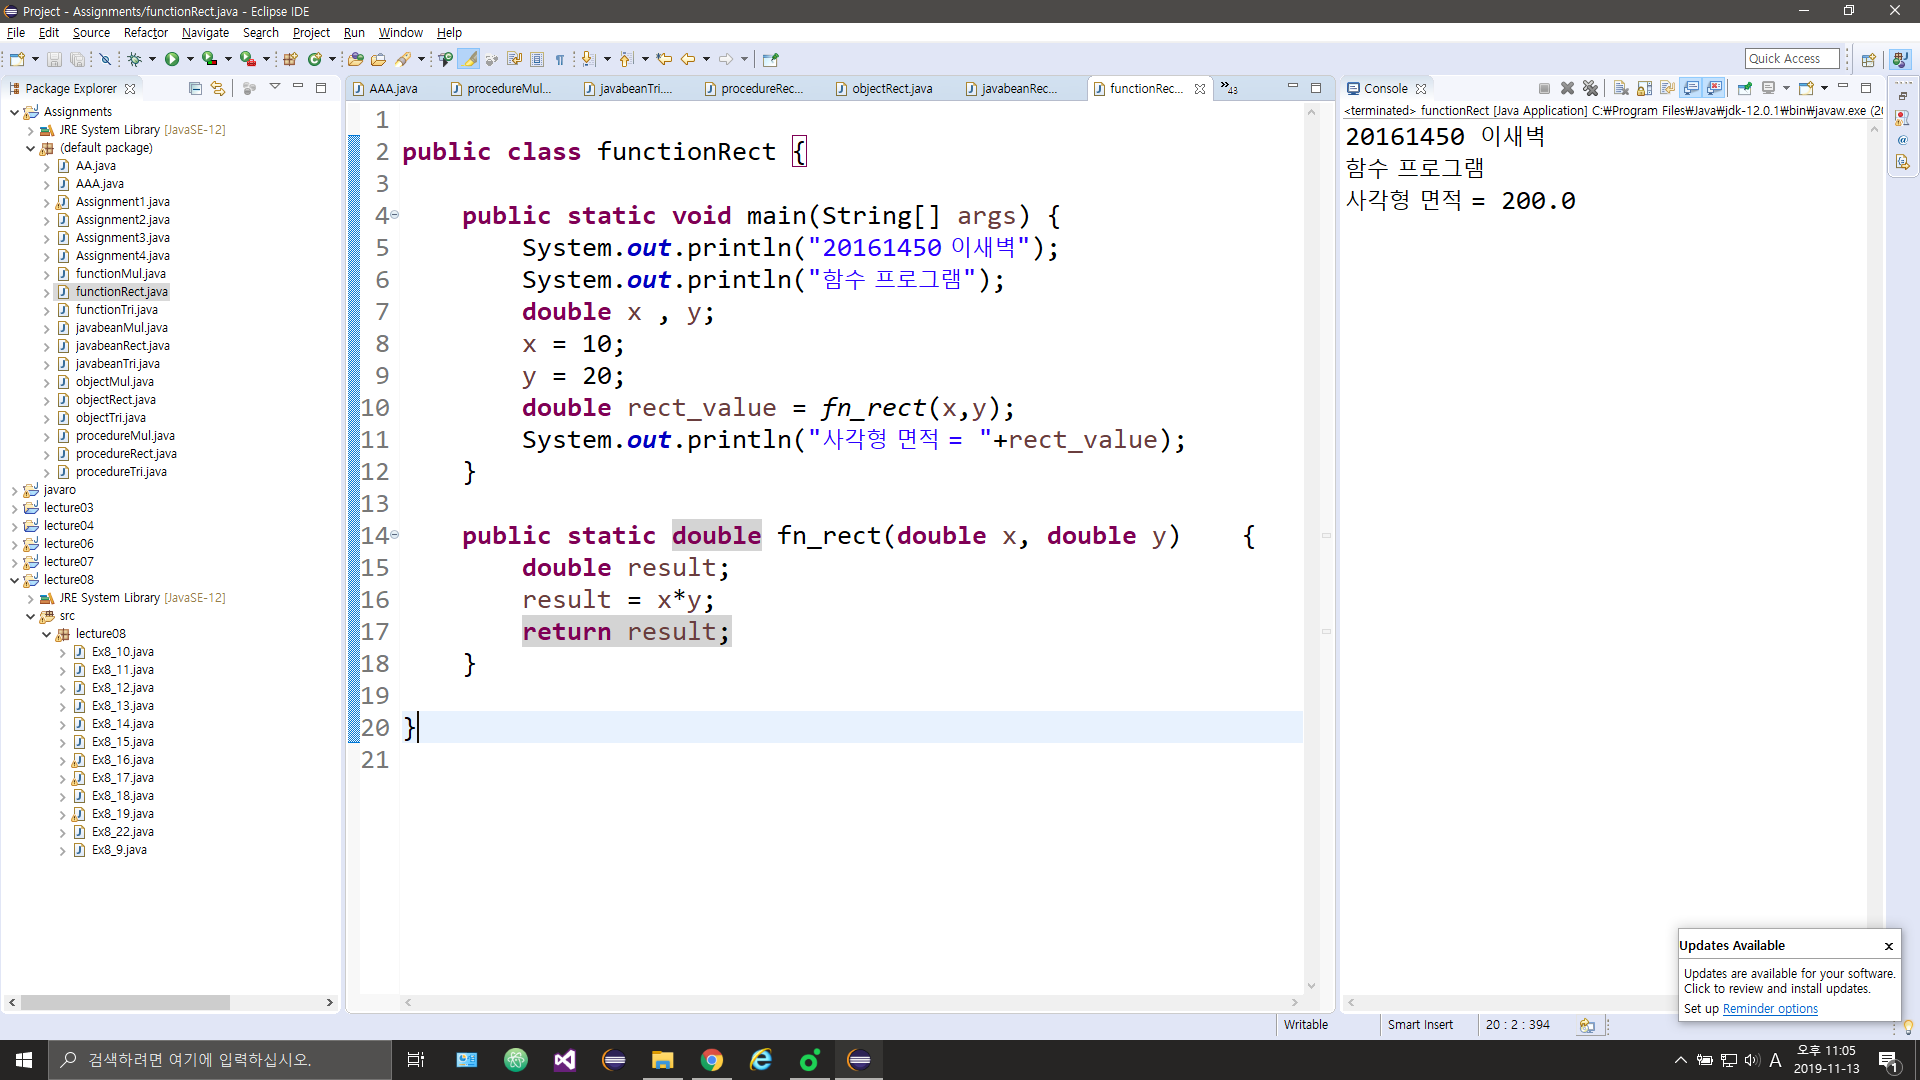 Project - Assignments/functionRect.java - Eclipse IDE
File Edit Source Refactor Navigate Search Project Run Window Help
Quick Access
Package Explorer
Assignments
JRE System Library [JavaSE-12]
(default package)
AA.java
AAA.java
Assignment1.java
Assignment2.java
Assignment3.java
Assignment4.java
functionMul.java
functionRect.java
functionTri.java
javabeanMul.java
javabeanRect.java
javabeanTri.java
objectMul.java
objectRect.java
objectTri.java
procedureMul.java
procedureRect.java
procedureTri.java
javaro
lecture03
lecture04
lecture06
lecture07
lecture08
JRE System Library [JavaSE-12]
src
lecture08
Ex8_10.java
Ex8_11.java
Ex8_12.java
Ex8_13.java
Ex8_14.java
Ex8_15.java
Ex8_16.java
Ex8_17.java
Ex8_18.java
Ex8_19.java
Ex8_22.java
Ex8_9.java
AAA.java procedureMul... javabeanTri.... procedureRec... objectRect.java javabeanRec... functionRec... »43
1
2 public class functionRect {
3
4 public static void main(String[] args) {
5 System.out.println("20161450 이새벽");
6 System.out.println("함수 프로그램");
7 double x , y;
8 x = 10;
9 y = 20;
10 double rect_value = fn_rect(x,y);
11 System.out.println("사각형 면적 = "+rect_value);
12 }
13
14 public static double fn_rect(double x, double y) {
15 double result;
16 result = x*y;
17 return result;
18 }
19
20 }
21
Console
<terminated> functionRect [Java Application] C:₩Program Files₩Java₩jdk-12.0.1₩bin₩javaw.exe (20
20161450 이새벽
함수 프로그램
사각형 면적 = 200.0
Updates Available x
Updates are available for your software.
Click to review and install updates.
Set up Reminder options
Writable Smart Insert 20 : 2 : 394
검색하려면 여기에 입력하십시오.
A 오후 11:05
2019-11-13
1